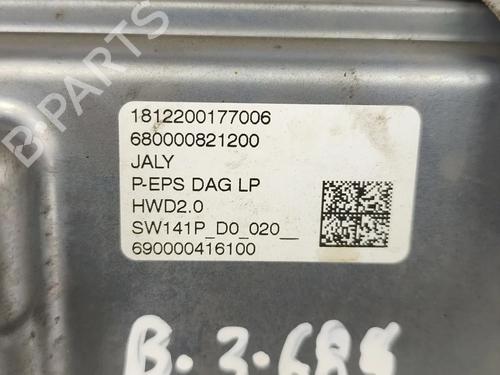 B-PARTS
1812200177006
680000821200
JALY
P-EPS DAG LP
HWD2.0
SW141P_D0_020__
690000416100
B.3.685